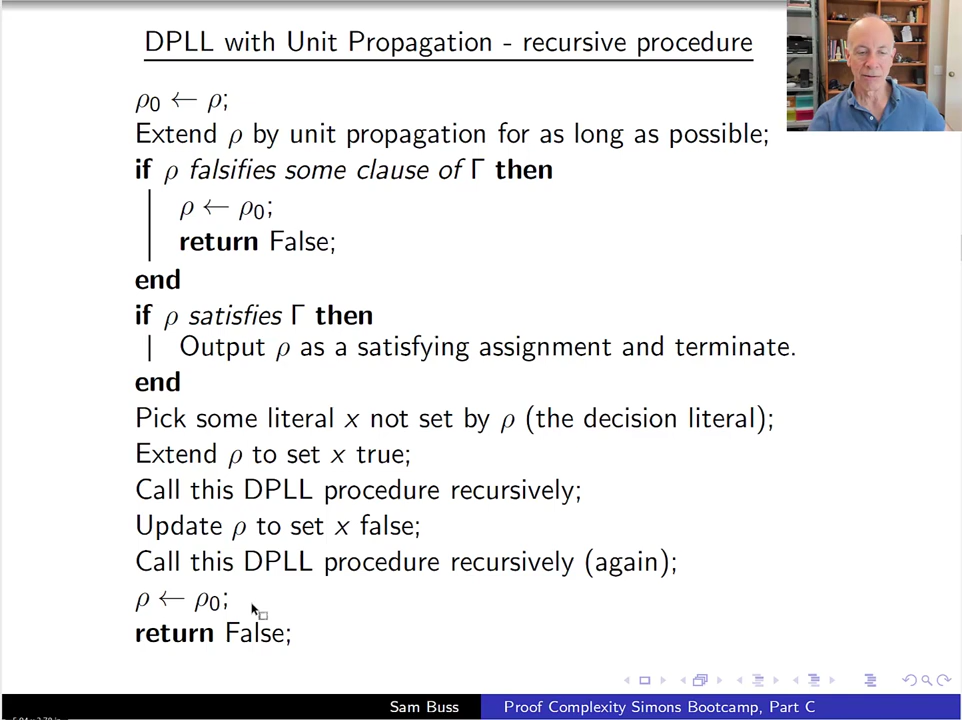 DPLL with Unit Propagation - recursive procedure
ρ₀ ← ρ;
Extend ρ by unit propagation for as long as possible;
if ρ falsifies some clause of Γ then
ρ ← ρ₀;
return False;
end
if ρ satisfies Γ then
Output ρ as a satisfying assignment and terminate.
end
Pick some literal x not set by ρ (the decision literal);
Extend ρ to set x true;
Call this DPLL procedure recursively;
Update ρ to set x false;
Call this DPLL procedure recursively (again);
ρ ← ρ₀;
return False;
Sam Buss Proof Complexity Simons Bootcamp, Part C